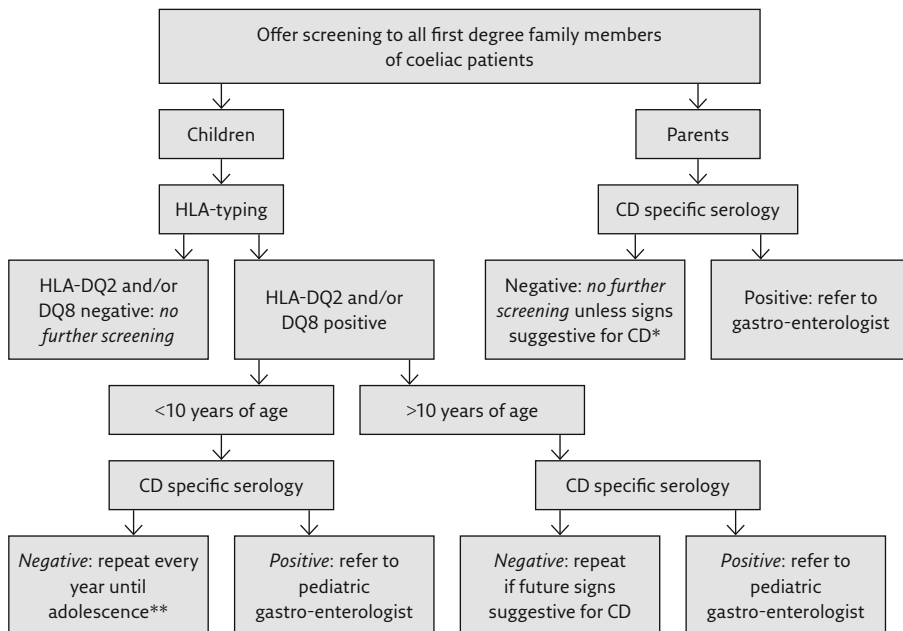 Offer screening to all first degree family members
of coeliac patients
Children
Parents
HLA-typing
CD specific serology
HLA-DQ2 and/or
DQ8 negative: no
further screening
HLA-DQ2 and/or
DQ8 positive
Negative: no further
screening unless signs
suggestive for CD*
Positive: refer to
gastro-enterologist
<10 years of age
>10 years of age
CD specific serology
CD specific serology
Negative: repeat every
year until
adolescence**
Positive: refer to
pediatric
gastro-enterologist
Negative: repeat
if future signs
suggestive for CD
Positive: refer to
pediatric
gastro-enterologist